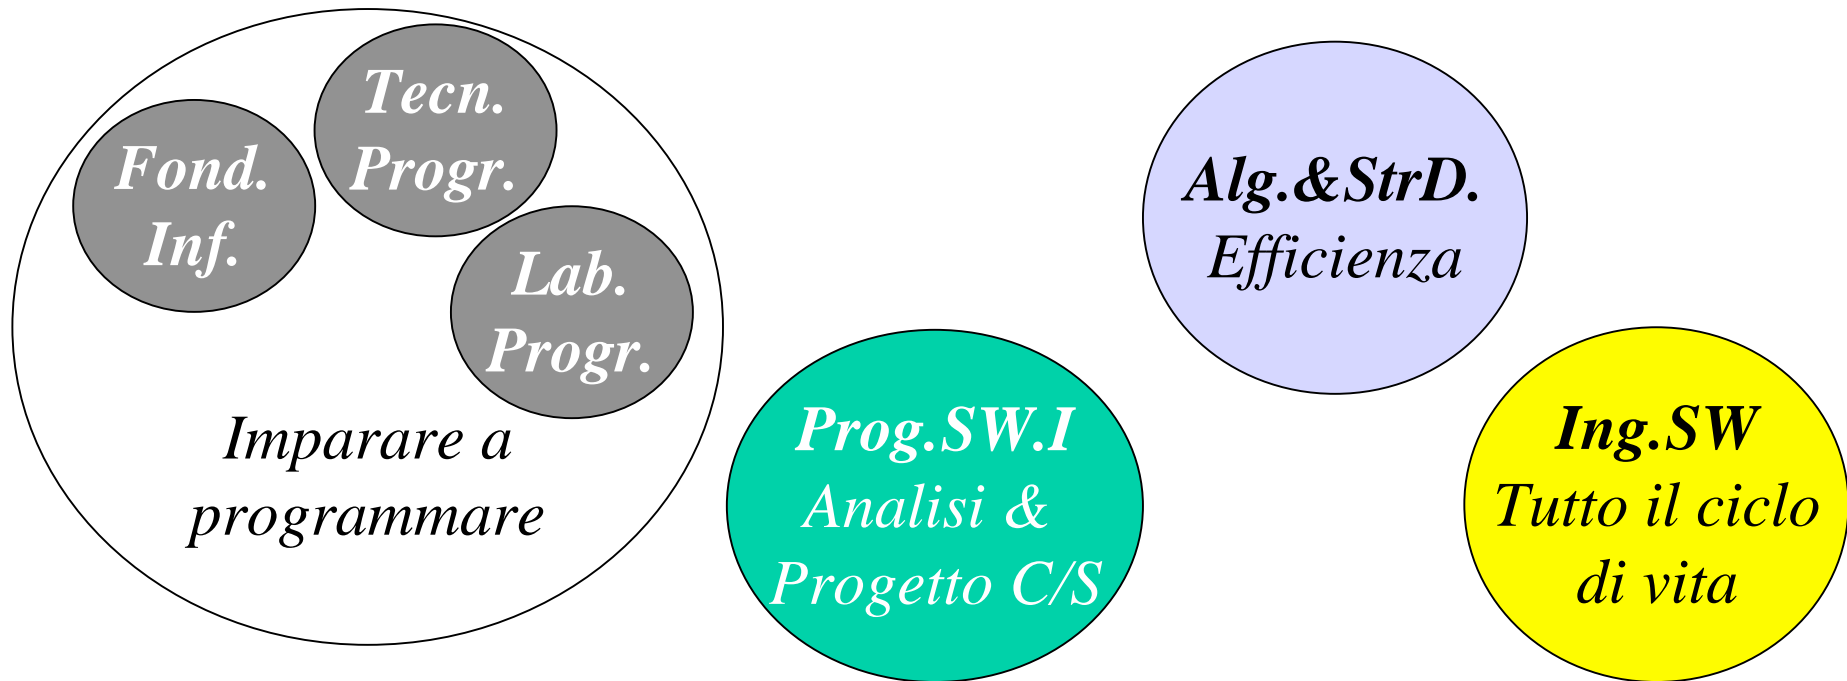 Fond.
Inf.
Tecn.
Progr.
Lab.
Progr.
Imparare a
programmare
Prog.SW.I
Analisi &
Progetto C/S
Alg.&StrD.
Efficienza
Ing.SW
Tutto il ciclo
di vita